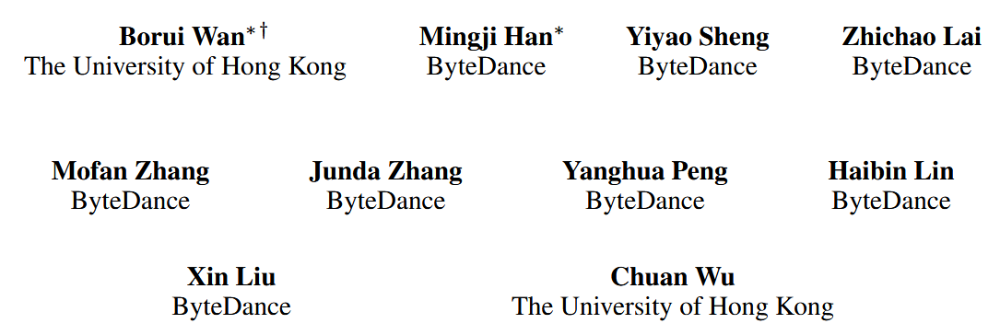 Borui Wan*† Mingji Han* Yiyao Sheng Zhichao Lai
The University of Hong Kong ByteDance ByteDance ByteDance
Mofan Zhang Junda Zhang Yanghua Peng Haibin Lin
ByteDance ByteDance ByteDance ByteDance
Xin Liu Chuan Wu
ByteDance The University of Hong Kong